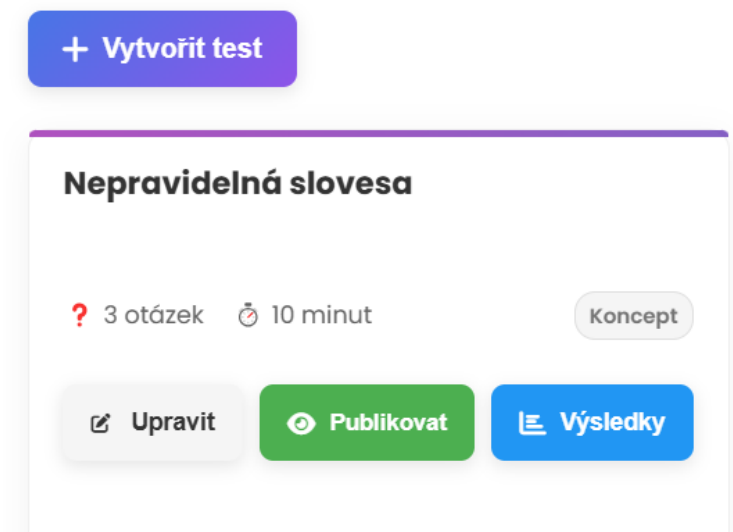 Vytvořit test
Nepravidelná slovesa
3 otázek 10 minut Koncept
Upravit Publikovat Výsledky